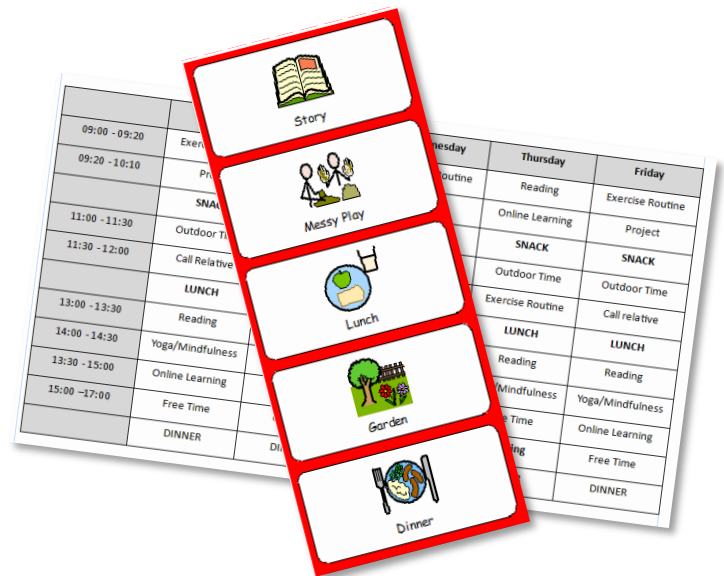 Story
Messy Play
Lunch
Garden
Dinner
09:00 - 09:20
09:20 - 10:10
SNA
11:00 - 11:30 Outdoor
11:30 - 12:00 Call Relative
LUNCH
13:00 - 13:30 Reading
14:00 - 14:30 Yoga/Mindfulness
13:30 - 15:00 Online Learning
15:00 –17:00 Free Time
DINNER
Thursday Friday
Reading Exercise Routine
Online Learning Project
SNACK SNACK
Outdoor Time Outdoor Time
Exercise Routine Call relative
LUNCH LUNCH
Reading Reading
/Mindfulness Yoga/Mindfulness
Time Online Learning
Free Time
DINNER